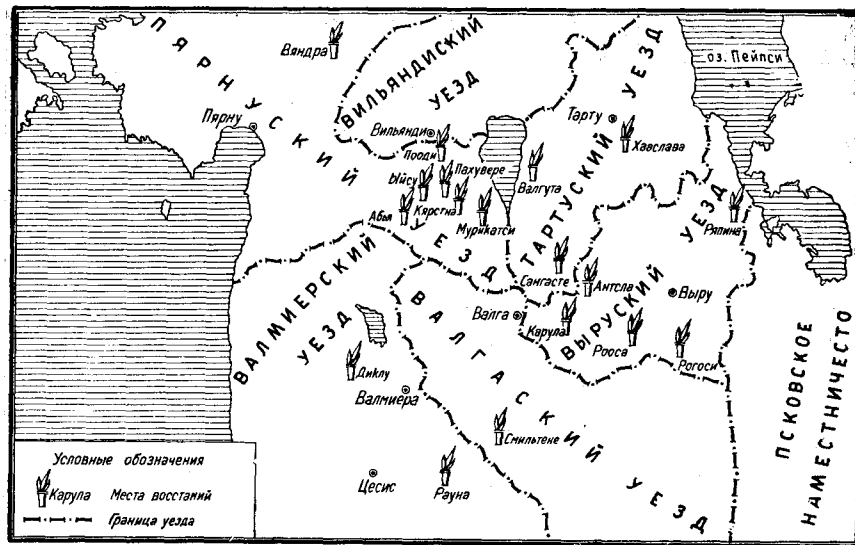 ПЯРНУСКИЙ УЕЗД
Вяндра
ВИЛЬЯНДИСКИЙ
УЕЗД
оз. Пейпси
Пярну
Вильянди
Тарту
ТАРТУСКИЙ УЕЗД
Хааслава
Пооди
Пахувере
Ыйсу
Валгута
Абья
Кярстна
Мурикатси
Ряпина
Сангасте
Антсла
Выру
ВЫРУСКИЙ УЕЗД
ВАЛМИЕРСКИЙ
УЕЗД
Валга
Карула
Рооса
Рогоси
ВАЛГАСКИЙ УЕЗД
Диклу
Валмиера
Смильтене
Цесис
Рауна
ПСКОВСКОЕ
НАМЕСТНИЧЕСТО
Условные обозначения
Карула Места восстаний
Граница уезда